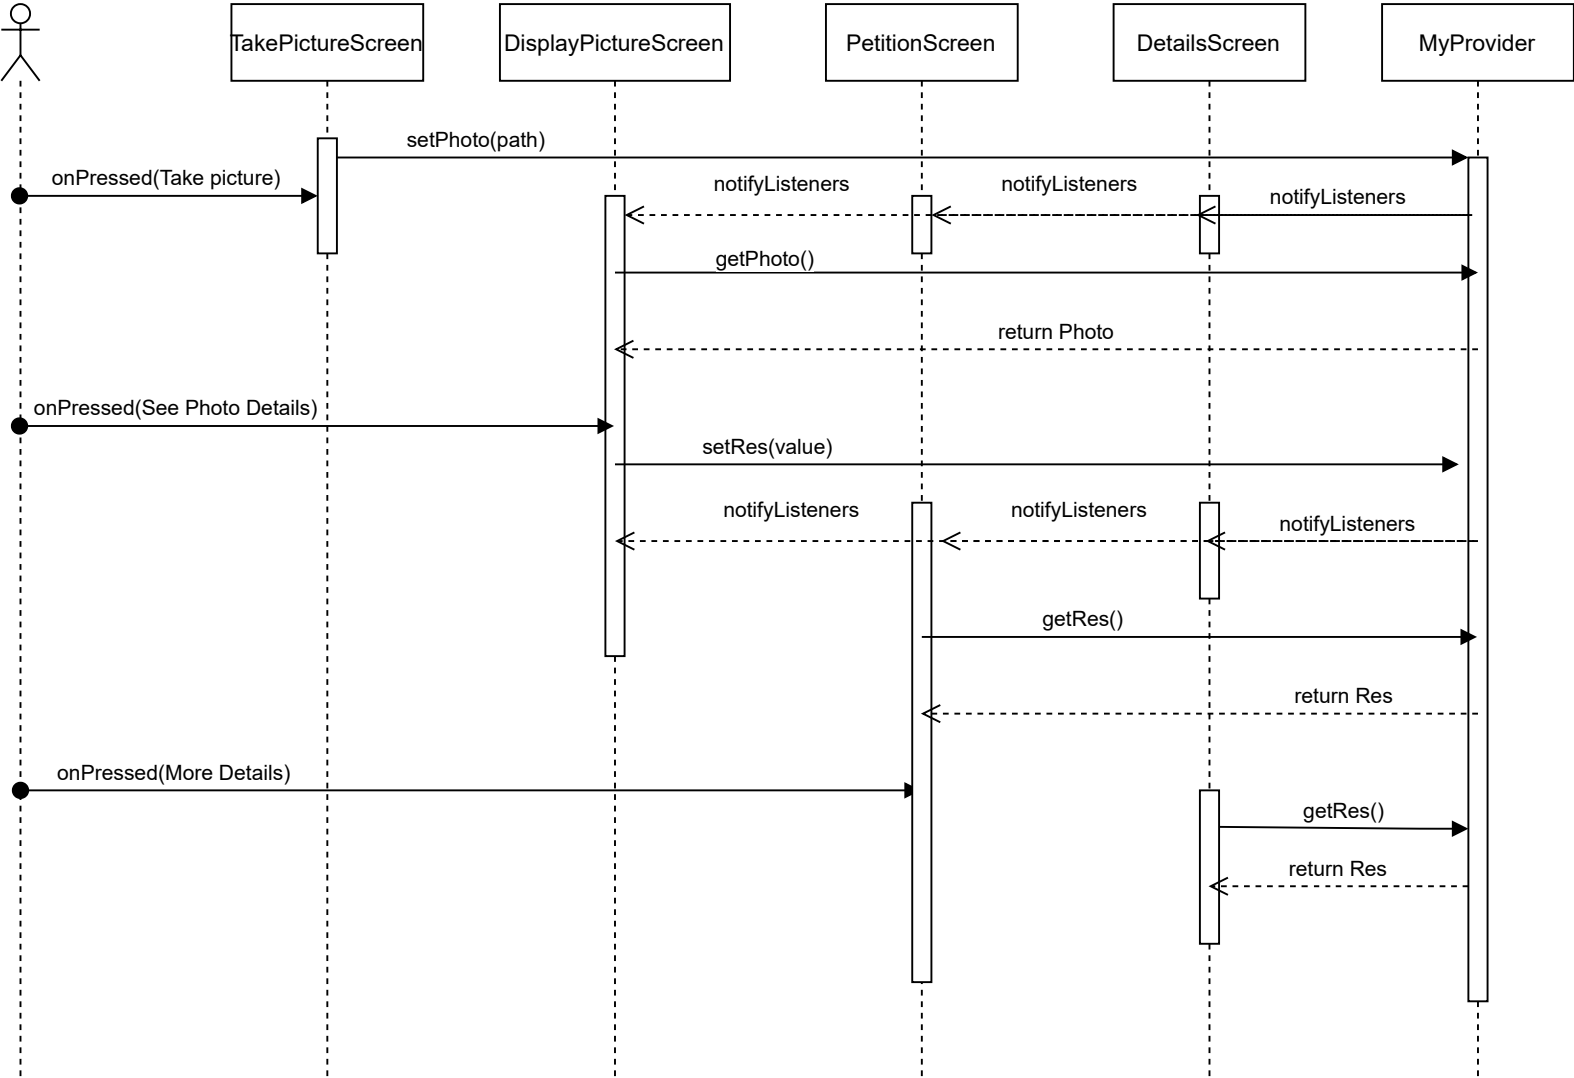 TakePictureScreen
DisplayPictureScreen
PetitionScreen
DetailsScreen
MyProvider
setPhoto(path)
onPressed(Take picture)
notifyListeners
notifyListeners
notifyListeners
getPhoto()
return Photo
onPressed(See Photo Details)
setRes(value)
notifyListeners
notifyListeners
notifyListeners
getRes()
return Res
onPressed(More Details)
getRes()
return Res